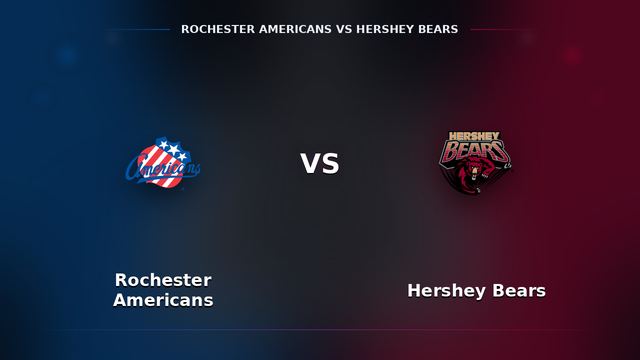 ROCHESTER AMERICANS VS HERSHEY BEARS
Americans
HERSHEY
BEARS
VS
Rochester
Americans
Hershey Bears